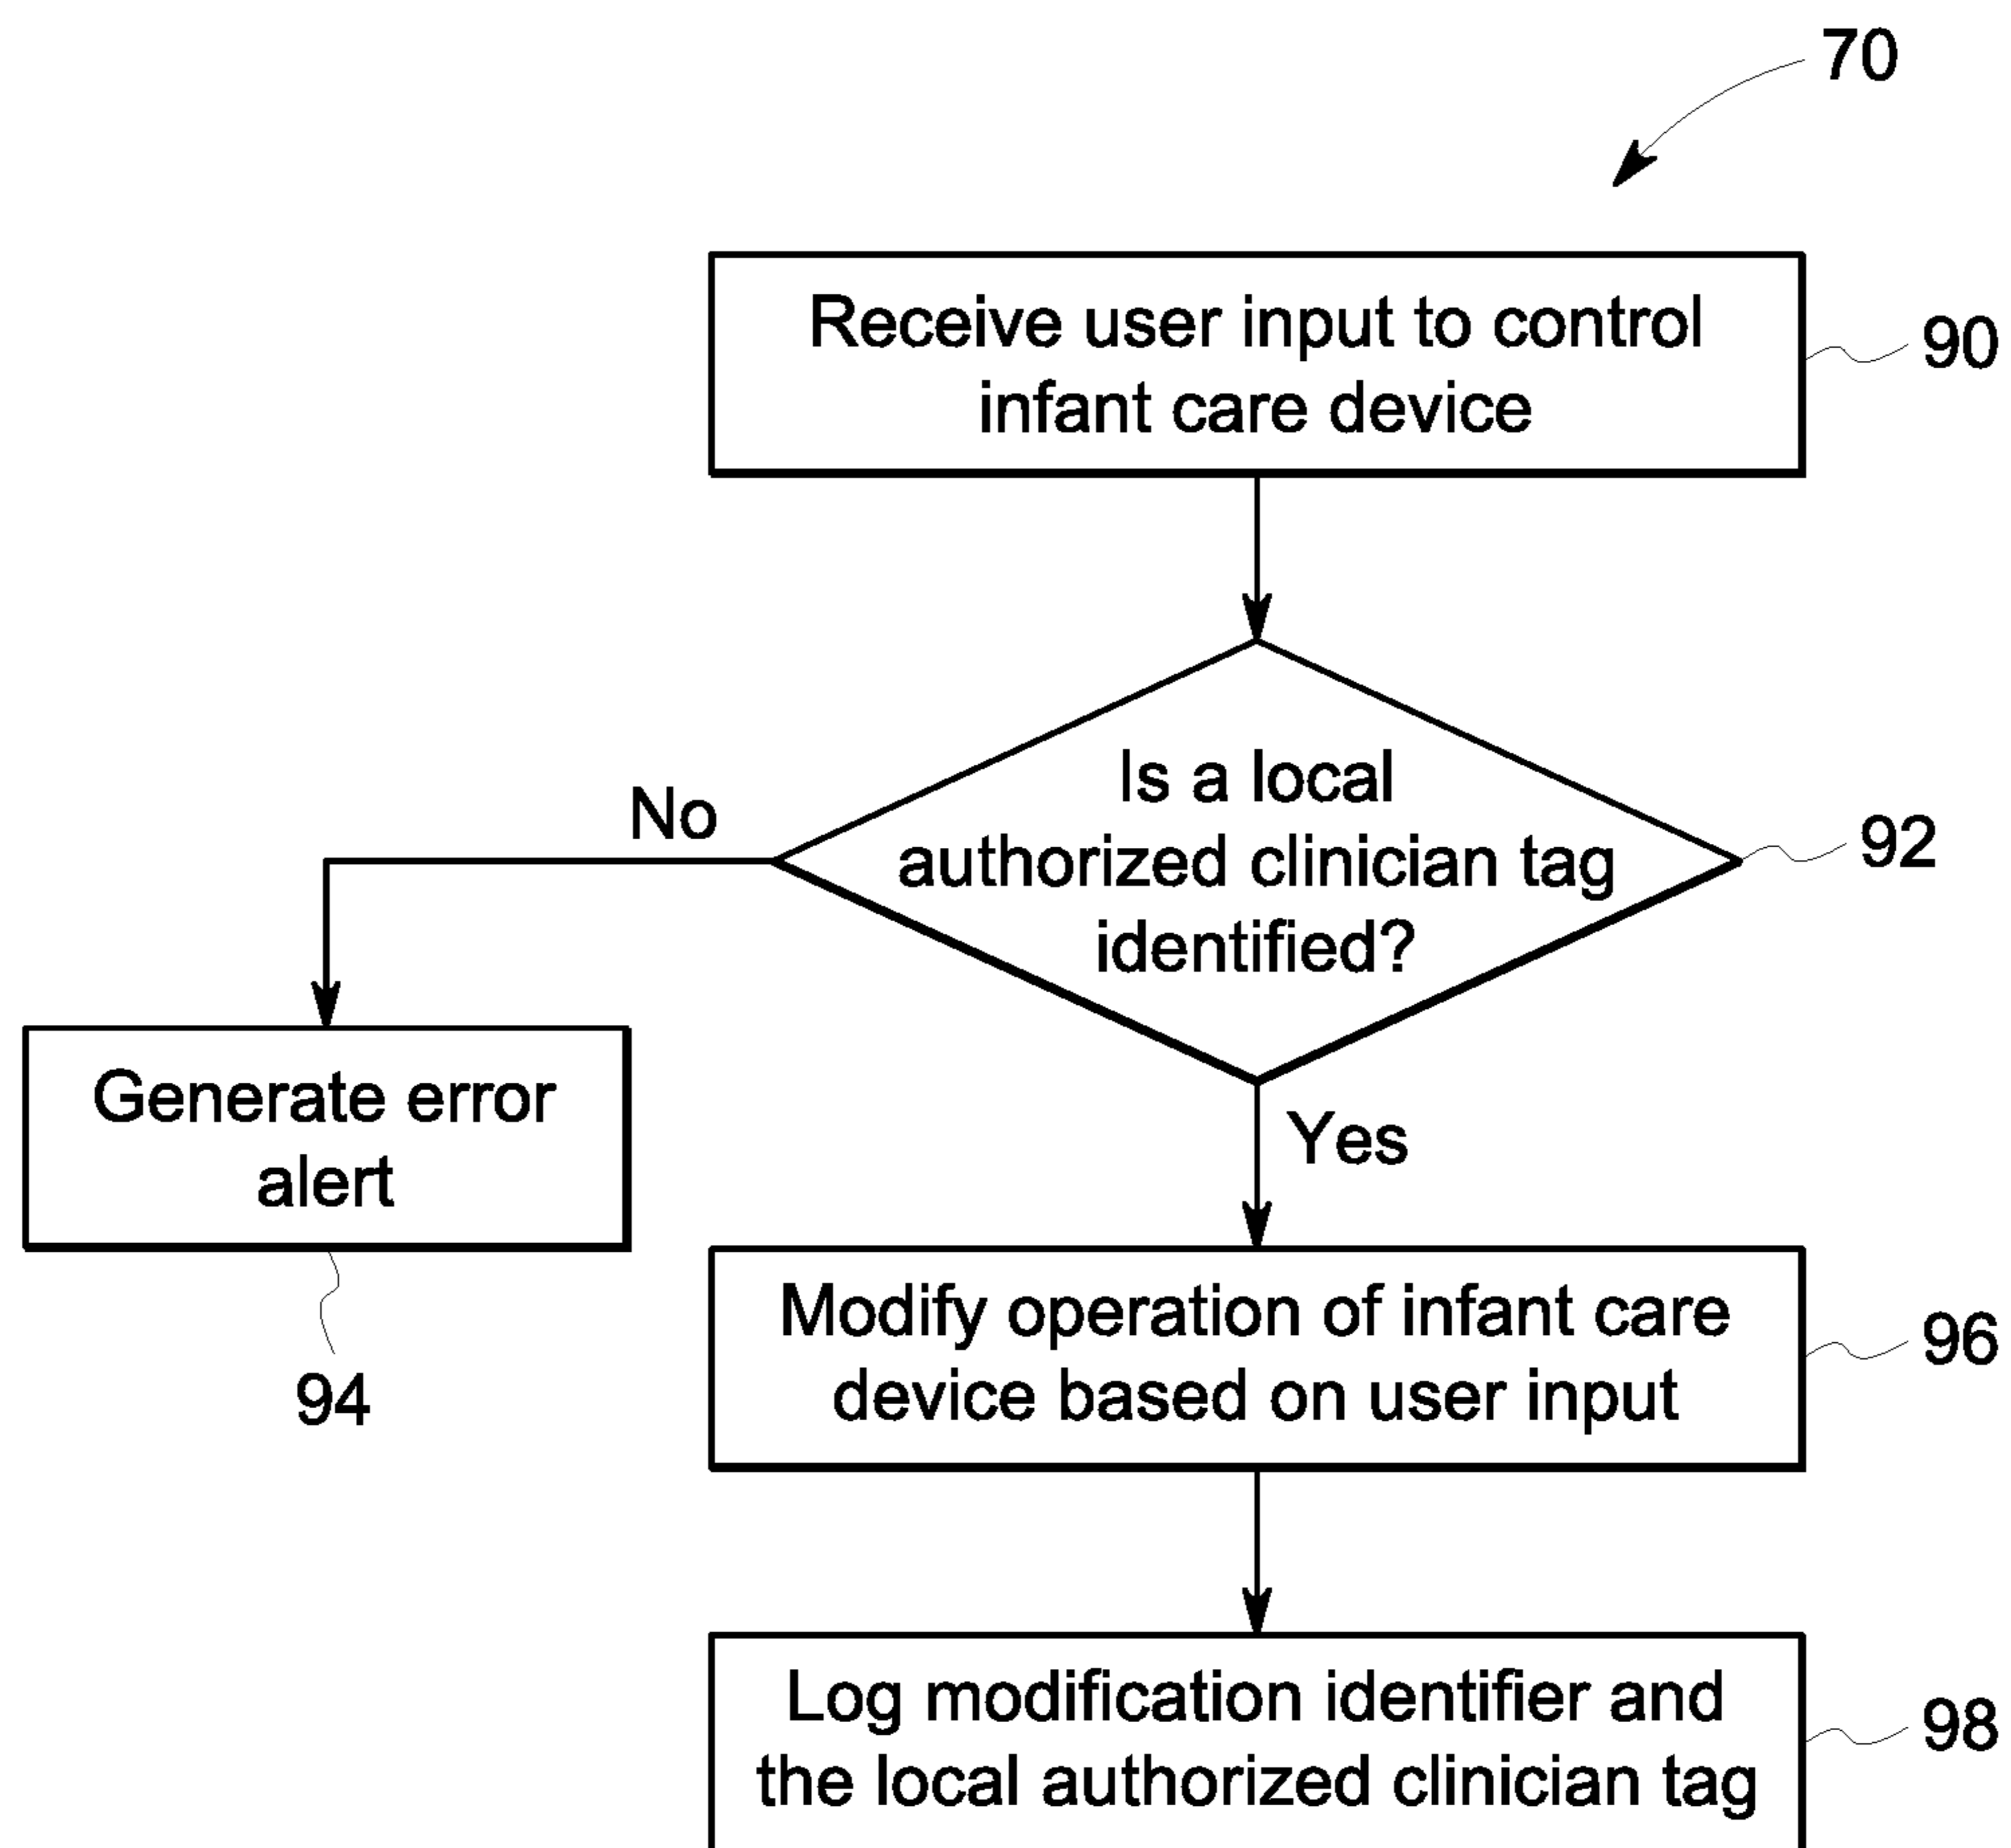 70
Receive user input to control
infant care device
90
Is a local
authorized clinician tag
identified?
92
No
Generate error
alert
94
Yes
Modify operation of infant care
device based on user input
96
Log modification identifier and
the local authorized clinician tag
98